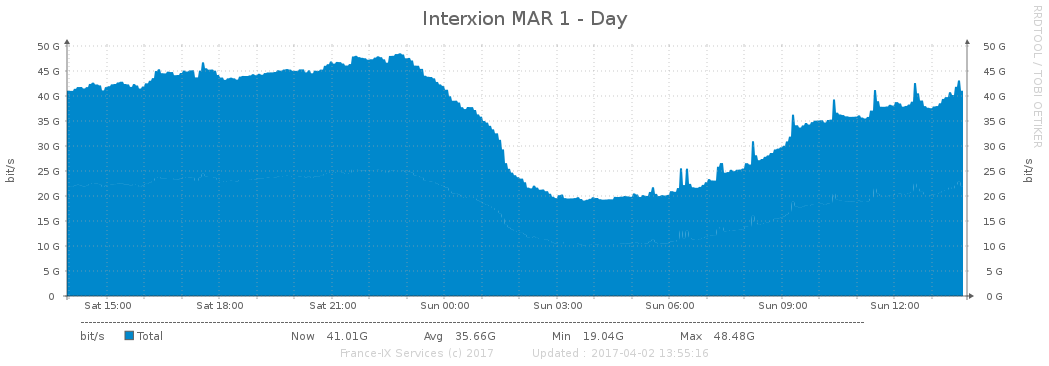 Interxion MAR 1 - Day
RRDTOOL / TOBI OETIKER
bit/s
50 G
45 G
40 G
35 G
30 G
25 G
20 G
15 G
10 G
5 G
0
50 G
45 G
40 G
35 G
30 G
25 G
20 G
15 G
10 G
5 G
0 G
bit/s
Sat 15:00 Sat 18:00 Sat 21:00 Sun 00:00 Sun 03:00 Sun 06:00 Sun 09:00 Sun 12:00
bit/s Total Now 41.01G Avg 35.66G Min 19.04G Max 48.48G
France-IX Services (c) 2017 Updated : 2017-04-02 13:55:16